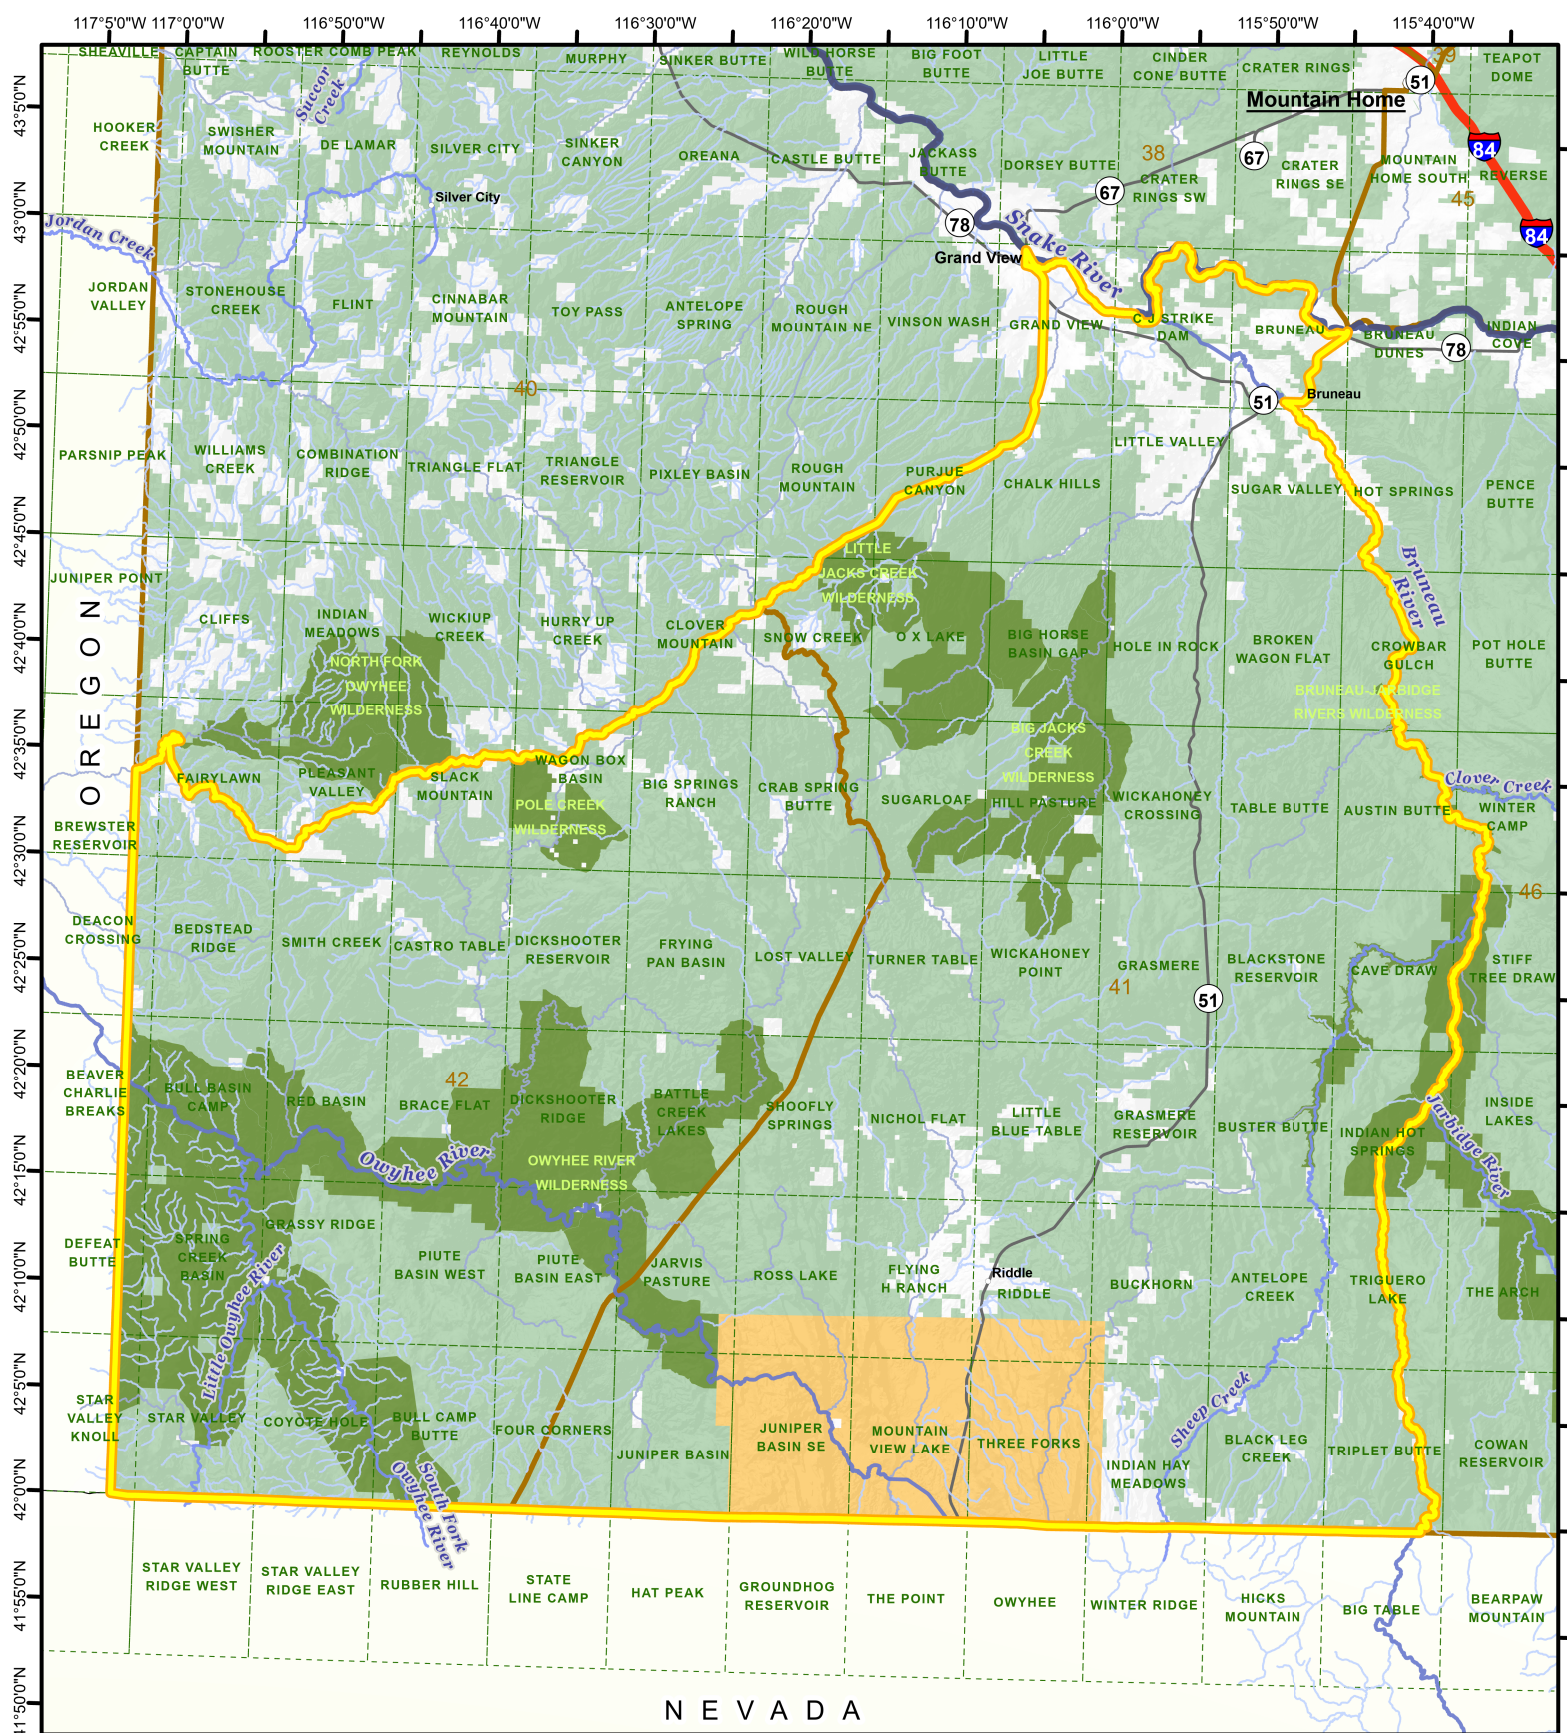 117°5'0"W 117°0'0"W 116°50'0"W 116°40'0"W 116°30'0"W 116°20'0"W 116°10'0"W 116°0'0"W 115°50'0"W 115°40'0"W
43°5'0"N
43°0'0"N
42°55'0"N
42°50'0"N
42°45'0"N
42°40'0"N
42°35'0"N
42°30'0"N
42°25'0"N
42°20'0"N
42°15'0"N
42°10'0"N
42°5'0"N
42°0'0"N
41°55'0"N
41°50'0"N
SHEAVILLE
CAPTAIN
BUTTE
ROOSTER COMB PEAK
REYNOLDS
MURPHY
SINKER BUTTE
WILD HORSE
BUTTE
BIG FOOT
BUTTE
LITTLE
JOE BUTTE
CINDER
CONE BUTTE
CRATER RINGS
39
TEAPOT
DOME
51
Mountain Home
Succor
Creek
HOOKER
CREEK
SWISHER
MOUNTAIN
DE LAMAR
SILVER CITY
SINKER
CANYON
OREANA
CASTLE BUTTE
JACKASS
BUTTE
DORSEY BUTTE
38
67
CRATER
RINGS SW
67
CRATER
RINGS SE
MOUNTAIN
HOME SOUTH
84
REVERSE
45
84
Silver City
Jordan Creek
78
Snake River
Grand View
JORDAN
VALLEY
STONEHOUSE
CREEK
FLINT
CINNABAR
MOUNTAIN
TOY PASS
ANTELOPE
SPRING
ROUGH
MOUNTAIN NE
VINSON WASH
GRAND VIEW
C J STRIKE
DAM
BRUNEAU
BRUNEAU
DUNES
78
INDIAN
COVE
40
51
Bruneau
PARSNIP PEAK
WILLIAMS
CREEK
COMBINATION
RIDGE
TRIANGLE FLAT
TRIANGLE
RESERVOIR
PIXLEY BASIN
ROUGH
MOUNTAIN
PURJUE
CANYON
CHALK HILLS
LITTLE VALLEY
SUGAR VALLEY
HOT SPRINGS
PENCE
BUTTE
LITTLE
JACKS CREEK
WILDERNESS
Bruneau
River
JUNIPER POINT
CLIFFS
INDIAN
MEADOWS
WICKIUP
CREEK
HURRY UP
CREEK
CLOVER
MOUNTAIN
SNOW CREEK
O X LAKE
BIG HORSE
BASIN GAP
HOLE IN ROCK
BROKEN
WAGON FLAT
CROWBAR
GULCH
POT HOLE
BUTTE
OREGON
NORTH FORK
OWYHEE
WILDERNESS
BRUNEAU-JARBIDGE
RIVERS WILDERNESS
BIG JACKS
CREEK
WILDERNESS
FAIRYLAWN
PLEASANT
VALLEY
SLACK
MOUNTAIN
WAGON BOX
BASIN
BIG SPRINGS
RANCH
CRAB SPRING
BUTTE
SUGARLOAF
HILL PASTURE
WICKAHONEY
CROSSING
TABLE BUTTE
AUSTIN BUTTE
Clover Creek
WINTER
CAMP
POLE CREEK
WILDERNESS
BREWSTER
RESERVOIR
46
DEACON
CROSSING
BEDSTEAD
RIDGE
SMITH CREEK
CASTRO TABLE
DICKSHOOTER
RESERVOIR
FRYING
PAN BASIN
LOST VALLEY
TURNER TABLE
WICKAHONEY
POINT
GRASMERE
41
51
BLACKSTONE
RESERVOIR
CAVE DRAW
STIFF
TREE DRAW
BEAVER
CHARLIE
BREAKS
BULL BASIN
CAMP
RED BASIN
42
BRACE FLAT
DICKSHOOTER
RIDGE
BATTLE
CREEK
LAKES
SHOOFLY
SPRINGS
NICHOL FLAT
LITTLE
BLUE TABLE
GRASMERE
RESERVOIR
BUSTER BUTTE
INDIAN HOT
SPRINGS
INSIDE
LAKES
Jarbidge River
Owyhee River
OWYHEE RIVER
WILDERNESS
DEFEAT
BUTTE
SPRING
CREEK
BASIN
GRASSY RIDGE
PIUTE
BASIN WEST
PIUTE
BASIN EAST
JARVIS
PASTURE
ROSS LAKE
FLYING
H RANCH
Riddle
RIDDLE
BUCKHORN
ANTELOPE
CREEK
TRIGUERO
LAKE
THE ARCH
Little Owyhee River
STAR
VALLEY
KNOLL
STAR VALLEY
COYOTE HOLE
BULL CAMP
BUTTE
FOUR CORNERS
JUNIPER BASIN
JUNIPER
BASIN SE
MOUNTAIN
VIEW LAKE
THREE FORKS
INDIAN HAY
MEADOWS
Sheep Creek
BLACK LEG
CREEK
TRIPLET BUTTE
COWAN
RESERVOIR
South Fork
Owyhee River
STAR VALLEY
RIDGE WEST
STAR VALLEY
RIDGE EAST
RUBBER HILL
STATE
LINE CAMP
HAT PEAK
GROUNDHOG
RESERVOIR
THE POINT
OWYHEE
WINTER RIDGE
HICKS
MOUNTAIN
BIG TABLE
BEARPAW
MOUNTAIN
NEVADA